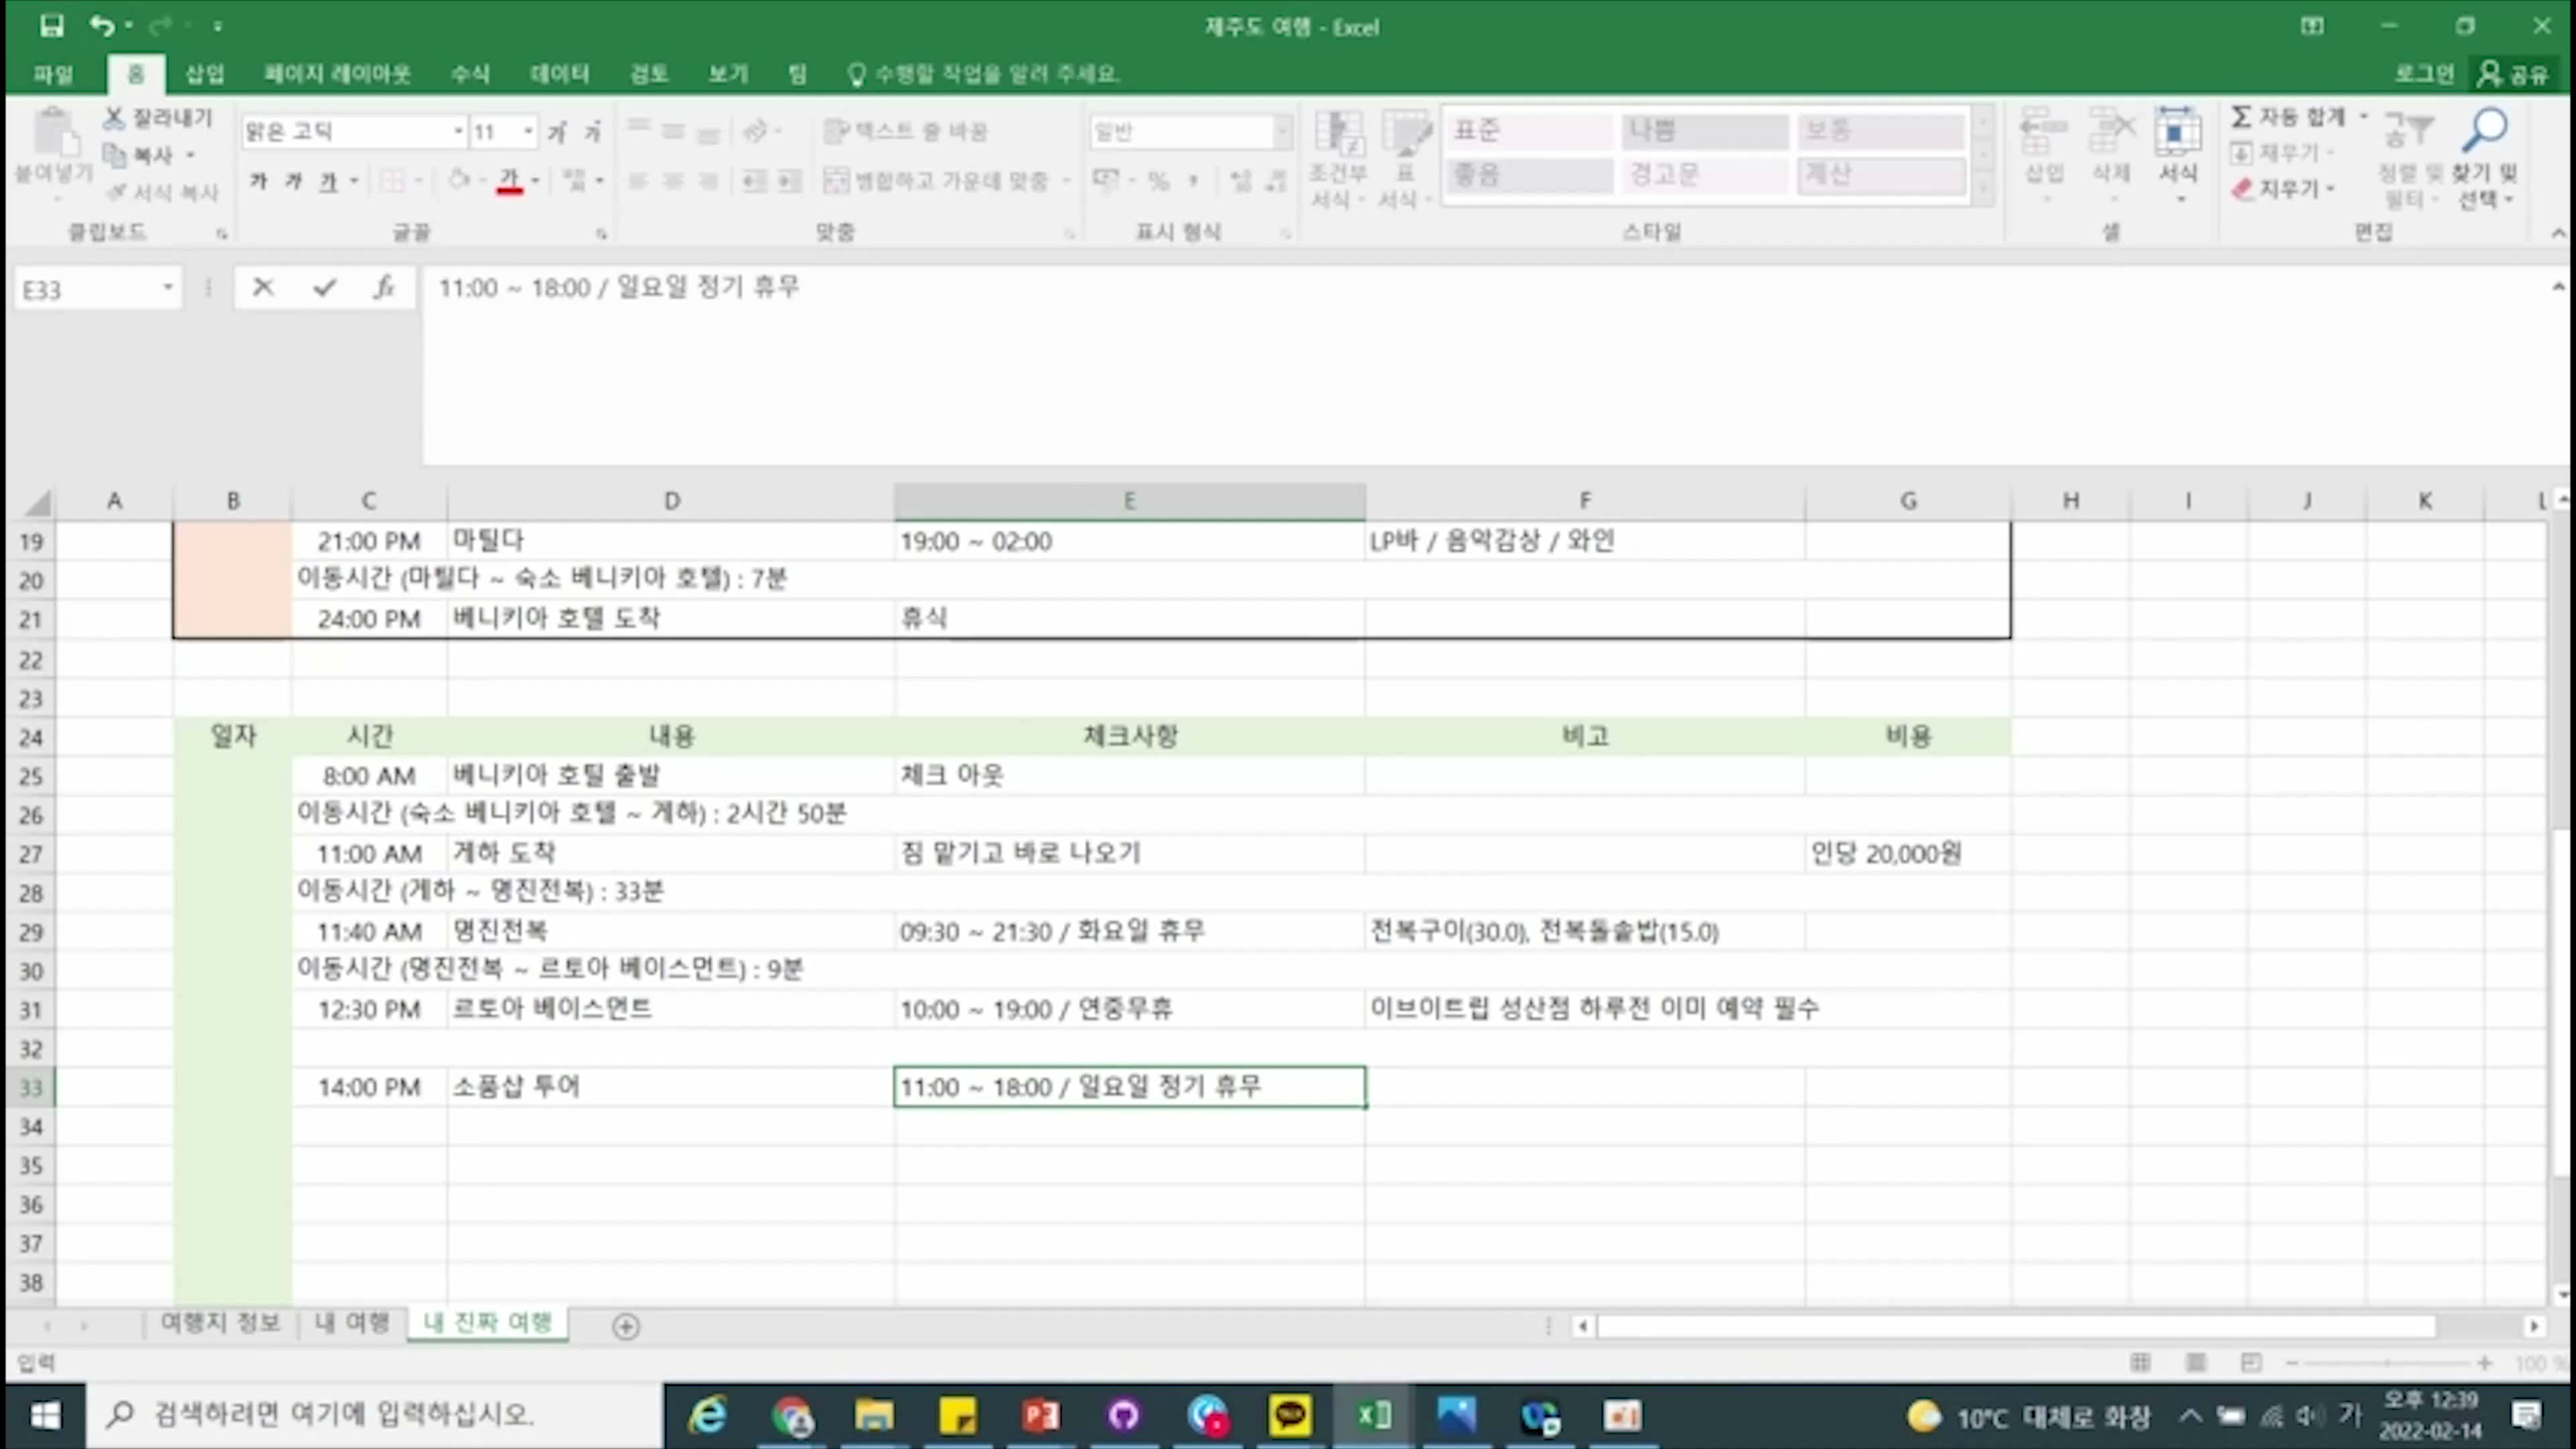 제주도 여행 - Excel
파일 홈 삽입 페이지 레이아웃 수식 데이터 검토 보기 팀 수행할 작업을 알려 주세요. 로그인 공유
붙여넣기 잘라내기 복사 서식 복사 클립보드
맑은 고딕 11 가 가 가 가 글꼴
텍스트 줄 바꿈 병합하고 가운데 맞춤 맞춤
일반 % 표시 형식
조건부 서식 표 서식 표준 나쁨 보통 좋음 경고문 계산 스타일
삽입 삭제 서식 셀
자동 합계 채우기 지우기 정렬 및 필터 찾기 및 선택 편집
E33 fx 11:00 ~ 18:00 / 일요일 정기 휴무
A B C D E F G H I J K L
19 21:00 PM 마틸다 19:00 ~ 02:00 LP바 / 음악감상 / 와인
20 이동시간 (마틸다 ~ 숙소 베니키아 호텔) : 7분
21 24:00 PM 베니키아 호텔 도착 휴식
22
23
24 일자 시간 내용 체크사항 비고 비용
25 8:00 AM 베니키아 호틸 출발 체크 아웃
26 이동시간 (숙소 베니키아 호텔 ~ 게하) : 2시간 50분
27 11:00 AM 게하 도착 짐 맡기고 바로 나오기 인당 20,000원
28 이동시간 (게하 ~ 명진전복) : 33분
29 11:40 AM 명진전복 09:30 ~ 21:30 / 화요일 휴무 전복구이(30.0), 전복돌솥밥(15.0)
30 이동시간 (명진전복 ~ 르토아 베이스먼트) : 9분
31 12:30 PM 르토아 베이스먼트 10:00 ~ 19:00 / 연중무휴 이브이트립 성산점 하루전 이미 예약 필수
32
33 14:00 PM 소품샵 투어 11:00 ~ 18:00 / 일요일 정기 휴무
34
35
36
37
38
여행지 정보 내 여행 내 진짜 여행
입력 100 %
검색하려면 여기에 입력하십시오. 10°C 대체로 화창 가 오후 12:39
2022-02-14